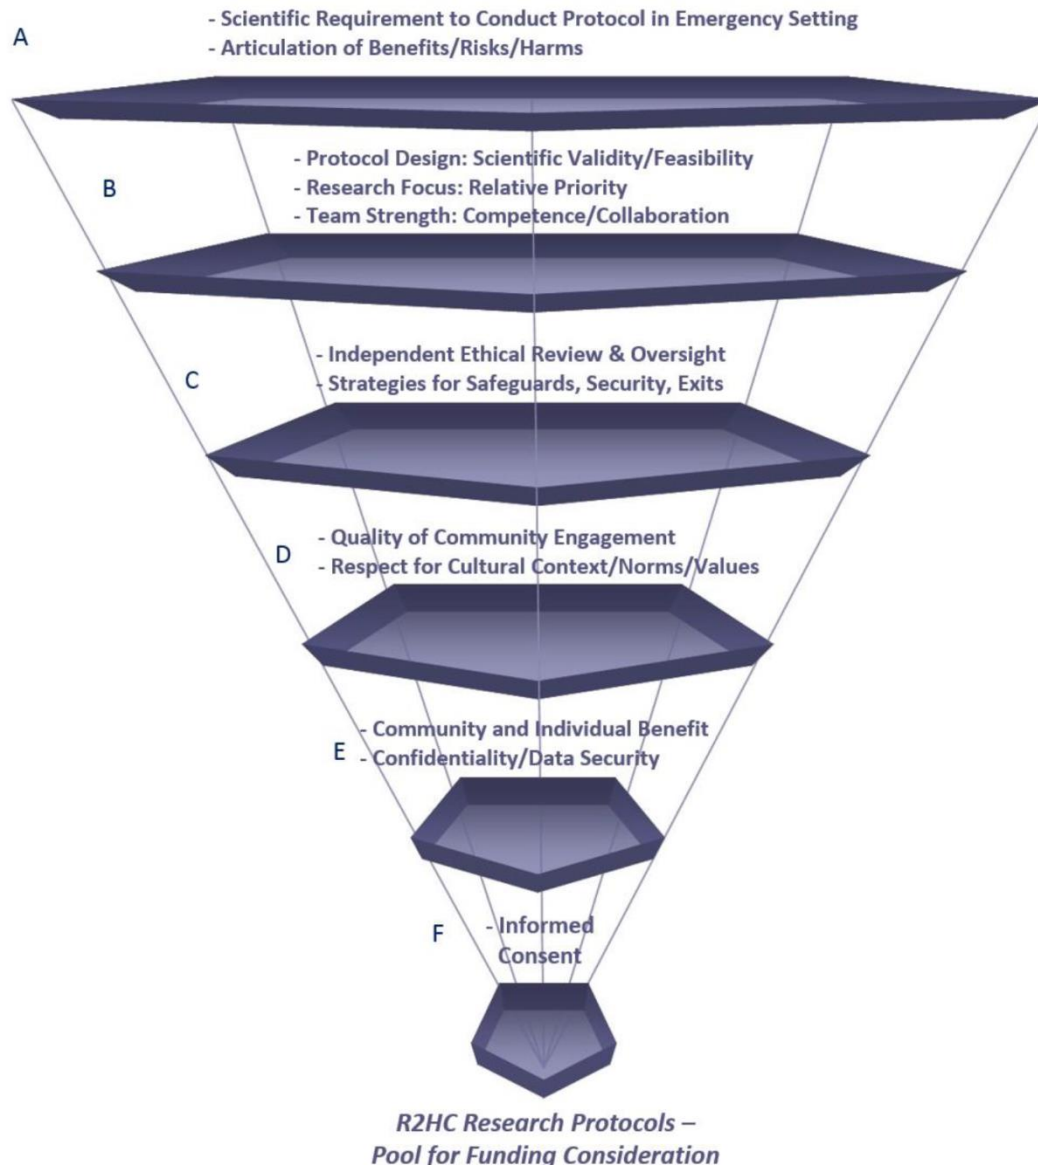 A
- Scientific Requirement to Conduct Protocol in Emergency Setting
- Articulation of Benefits/Risks/Harms
B
- Protocol Design: Scientific Validity/Feasibility
- Research Focus: Relative Priority
- Team Strength: Competence/Collaboration
C
- Independent Ethical Review & Oversight
- Strategies for Safeguards, Security, Exits
D
- Quality of Community Engagement
- Respect for Cultural Context/Norms/Values
E
- Community and Individual Benefit
- Confidentiality/Data Security
F
- Informed
Consent
R2HC Research Protocols –
Pool for Funding Consideration